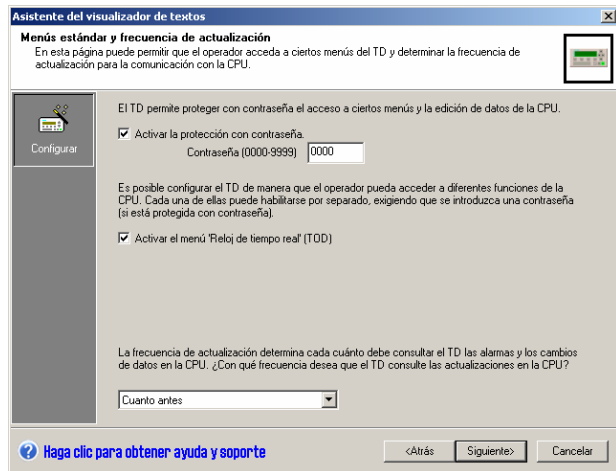 Asistente del visualizador de textos
Menús estándar y frecuencia de actualización
En esta página puede permitir que el operador acceda a ciertos menús del TD y determinar la frecuencia de
actualización para la comunicación con la CPU.
Configurar
El TD permite proteger con contraseña el acceso a ciertos menús y la edición de datos de la CPU.
Activar la protección con contraseña.
Contraseña (0000-9999) 0000
Es posible configurar el TD de manera que el operador pueda acceder a diferentes funciones de la
CPU. Cada una de ellas puede habilitarse por separado, exigiendo que se introduzca una contraseña
(si está protegida con contraseña).
Activar el menú 'Reloj de tiempo real' (TOD)
La frecuencia de actualización determina cada cuánto debe consultar el TD las alarmas y los cambios
de datos en la CPU. ¿Con qué frecuencia desea que el TD consulte las actualizaciones en la CPU?
Cuanto antes
Haga clic para obtener ayuda y soporte
<Atrás Siguiente> Cancelar